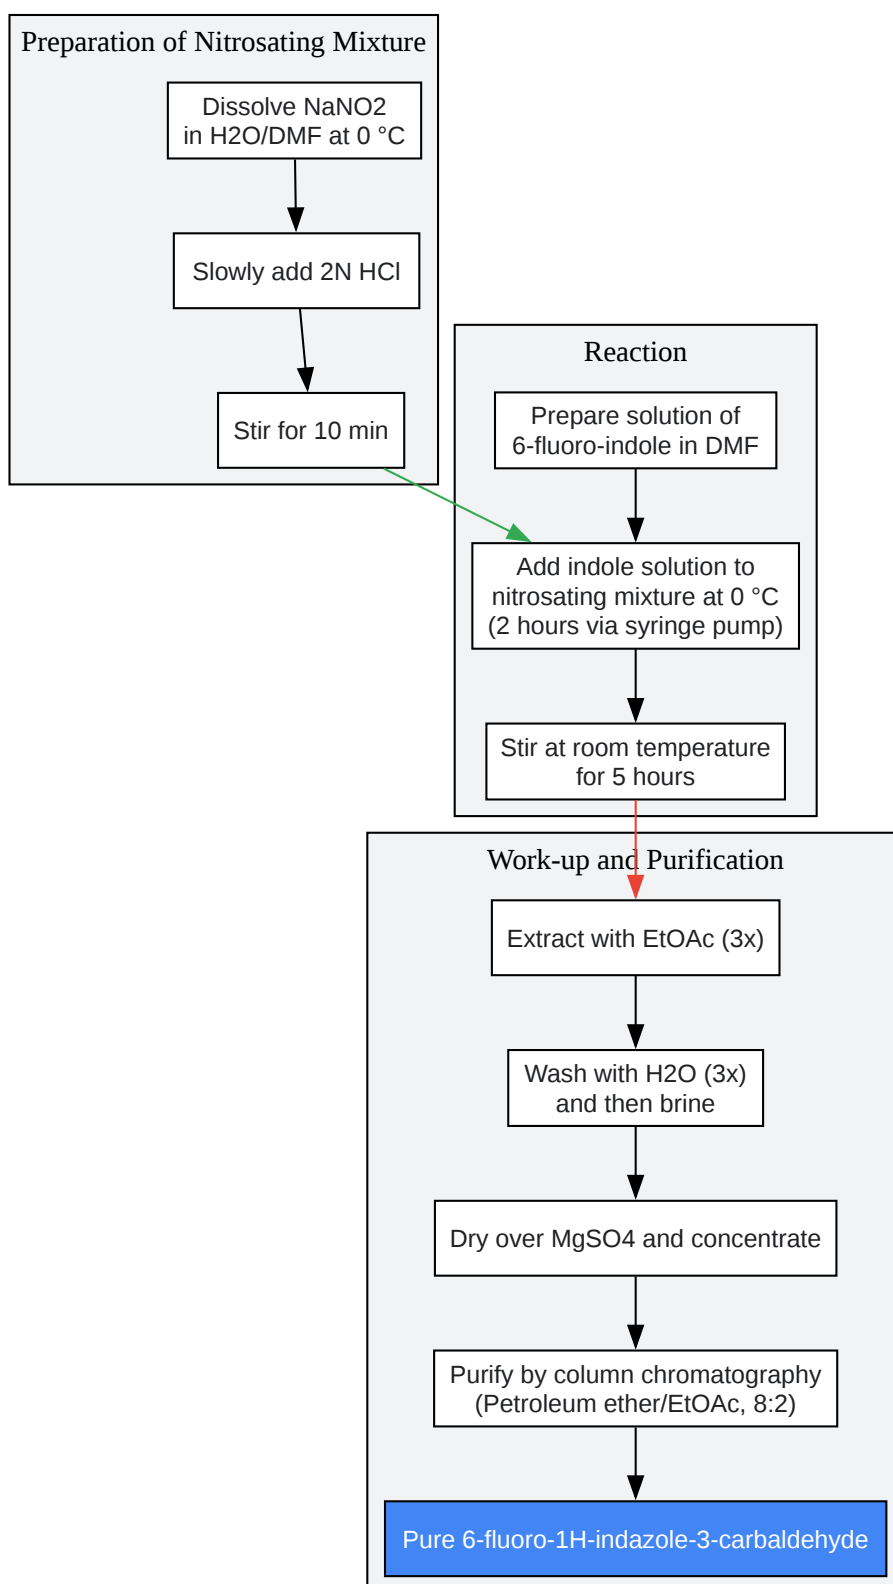 Preparation of Nitrosating Mixture
Dissolve NaNO2
in H2O/DMF at 0 °C
Slowly add 2N HCl
Stir for 10 min
Reaction
Prepare solution of
6-fluoro-indole in DMF
Add indole solution to
nitrosating mixture at 0 °C
(2 hours via syringe pump)
Stir at room temperature
for 5 hours
Work-up and Purification
Extract with EtOAc (3x)
Wash with H2O (3x)
and then brine
Dry over MgSO4 and concentrate
Purify by column chromatography
(Petroleum ether/EtOAc, 8:2)
Pure 6-fluoro-1H-indazole-3-carbaldehyde